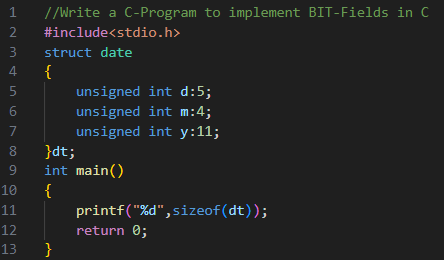 1 //Write a C-Program to implement BIT-Fields in C
2 #include<stdio.h>
3 struct date
4 {
5     unsigned int d:5;
6     unsigned int m:4;
7     unsigned int y:11;
8 }dt;
9 int main()
10 {
11     printf("%d",sizeof(dt));
12     return 0;
13 }